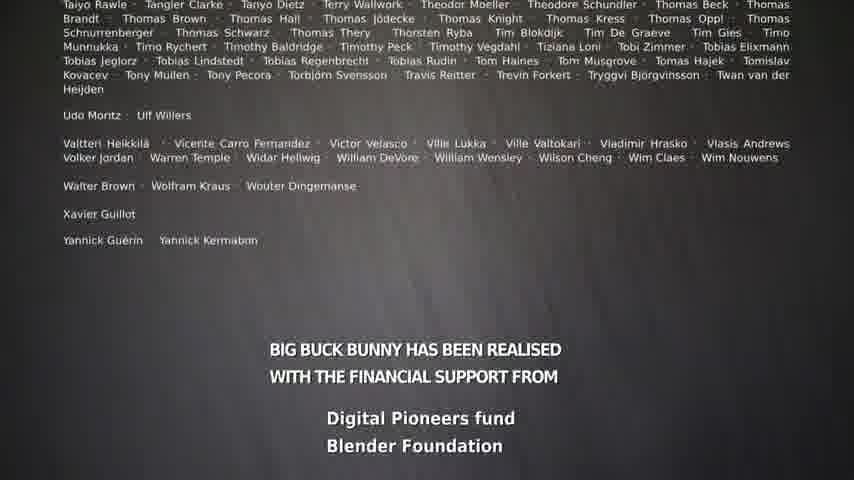 Taiyo Rawle · Tangler Clarke · Tanyo Dietz · Terry Wallwork · Theodor Moeller · Theodore Schundler · Thomas Beck · Thomas
Brandt · Thomas Brown · Thomas Hall · Thomas Jödecke · Thomas Knight · Thomas Kress · Thomas Oppl · Thomas
Schnurrenberger · Thomas Schwarz · Thomas Thery · Thorsten Ryba · Tim Blokdijk · Tim De Graeve · Tim Gies · Timo
Munnukka · Timo Rychert · Timothy Baldridge · Timothy Peck · Timothy Vegdahl · Tiziana Loni · Tobi Zimmer · Tobias Elixmann
Tobias Jeglorz · Tobias Lindstedt · Tobias Regenbrecht · Tobias Rudin · Tom Haines · Tom Musgrove · Tomas Hajek · Tomislav
Kovacev · Tony Mullen · Tony Pecora · Torbjörn Svensson · Travis Reitter · Trevin Forkert · Tryggvi Björgvinsson · Twan van der
Heijden
Udo Moritz · Ulf Willers
Valtteri Heikkilä · Vicente Carro Fernandez · Victor Velasco · Ville Lukka · Ville Valtokari · Vladimir Hrasko · Vlasis Andrews
Volker Jordan · Warren Temple · Widar Hellwig · William DeVore · William Wensley · Wilson Cheng · Wim Claes · Wim Nouwens
Walter Brown · Wolfram Kraus · Wouter Dingemanse
Xavier Guillot
Yannick Guérin · Yannick Kermabon
BIG BUCK BUNNY HAS BEEN REALISED
WITH THE FINANCIAL SUPPORT FROM
Digital Pioneers fund
Blender Foundation